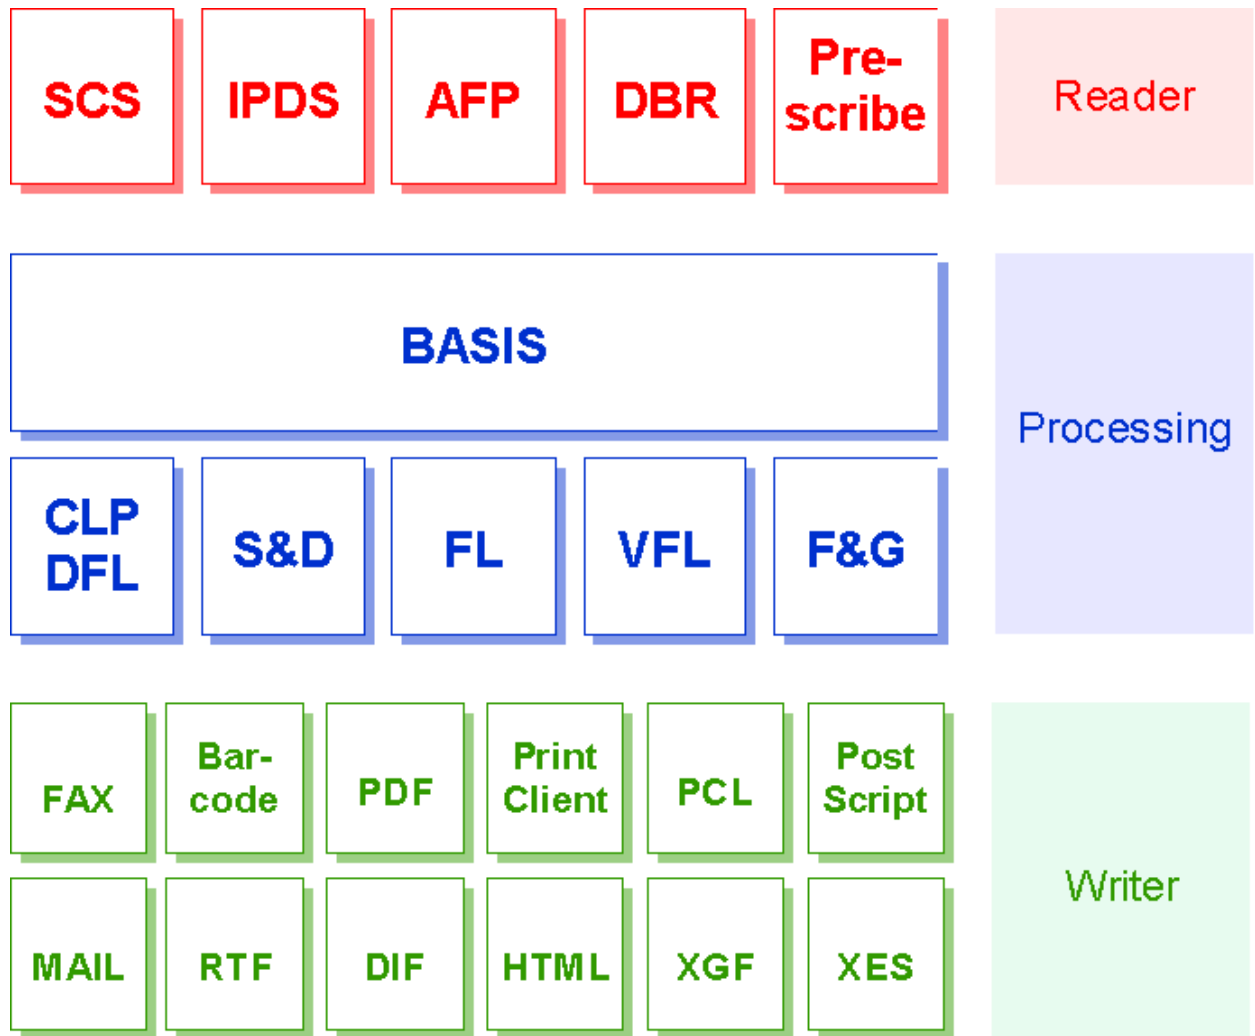 SCS
IPDS
AFP
DBR
Pre-
scribe
Reader
BASIS
Processing
CLP
DFL
S&D
FL
VFL
F&G
FAX
Bar-
code
PDF
Print
Client
PCL
Post
Script
Writer
MAIL
RTF
DIF
HTML
XGF
XES